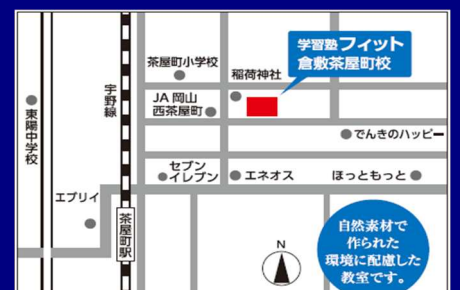 学習塾フィット
倉敷茶屋町校
茶屋町小学校
稲荷神社
宇野線
JA岡山
西茶屋町
東陽中学校
でんきのハッピー
セブン
イレブン
エネオス
ほっともっと
エブリイ
茶屋町駅
N
自然素材で
作られた
環境に配慮した
教室です。